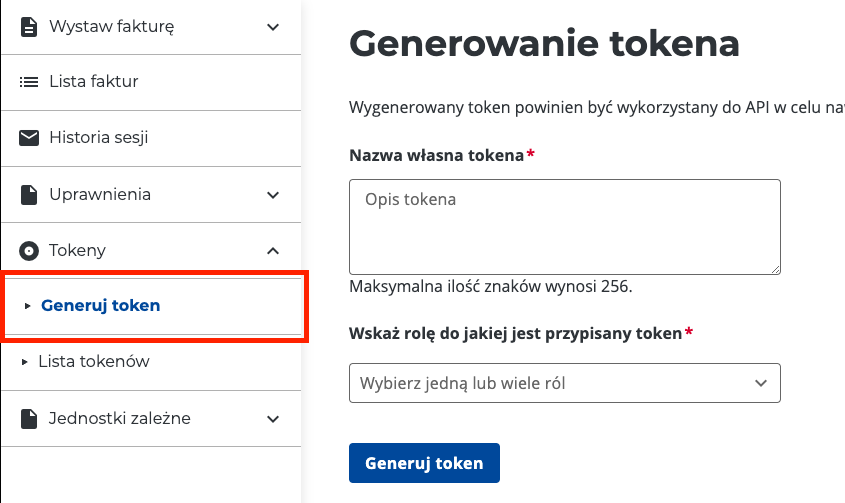 Wystaw fakturę
Lista faktur
Historia sesji
Uprawnienia
Tokeny
Generuj token
Lista tokenów
Jednostki zależne
Generowanie tokena
Wygenerowany token powinien być wykorzystany do API w celu
Nazwa własna tokena*
Opis tokena
Maksymalna ilość znaków wynosi 256.
Wskaż rolę do jakiej jest przypisany token*
Wybierz jedną lub wiele ról
Generuj token